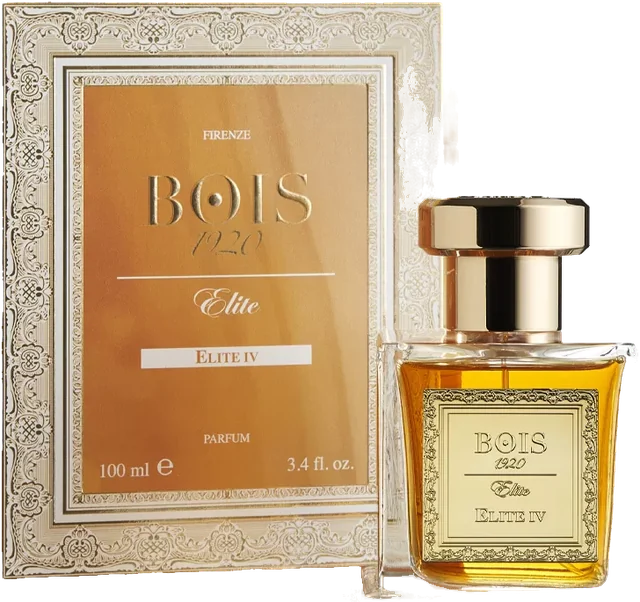 FIRENZE
BOIS
1920
Elite
ELITE IV
PARFUM
100 ml e 3.4 fl. oz.
BOIS
1920
Elite
ELITE IV